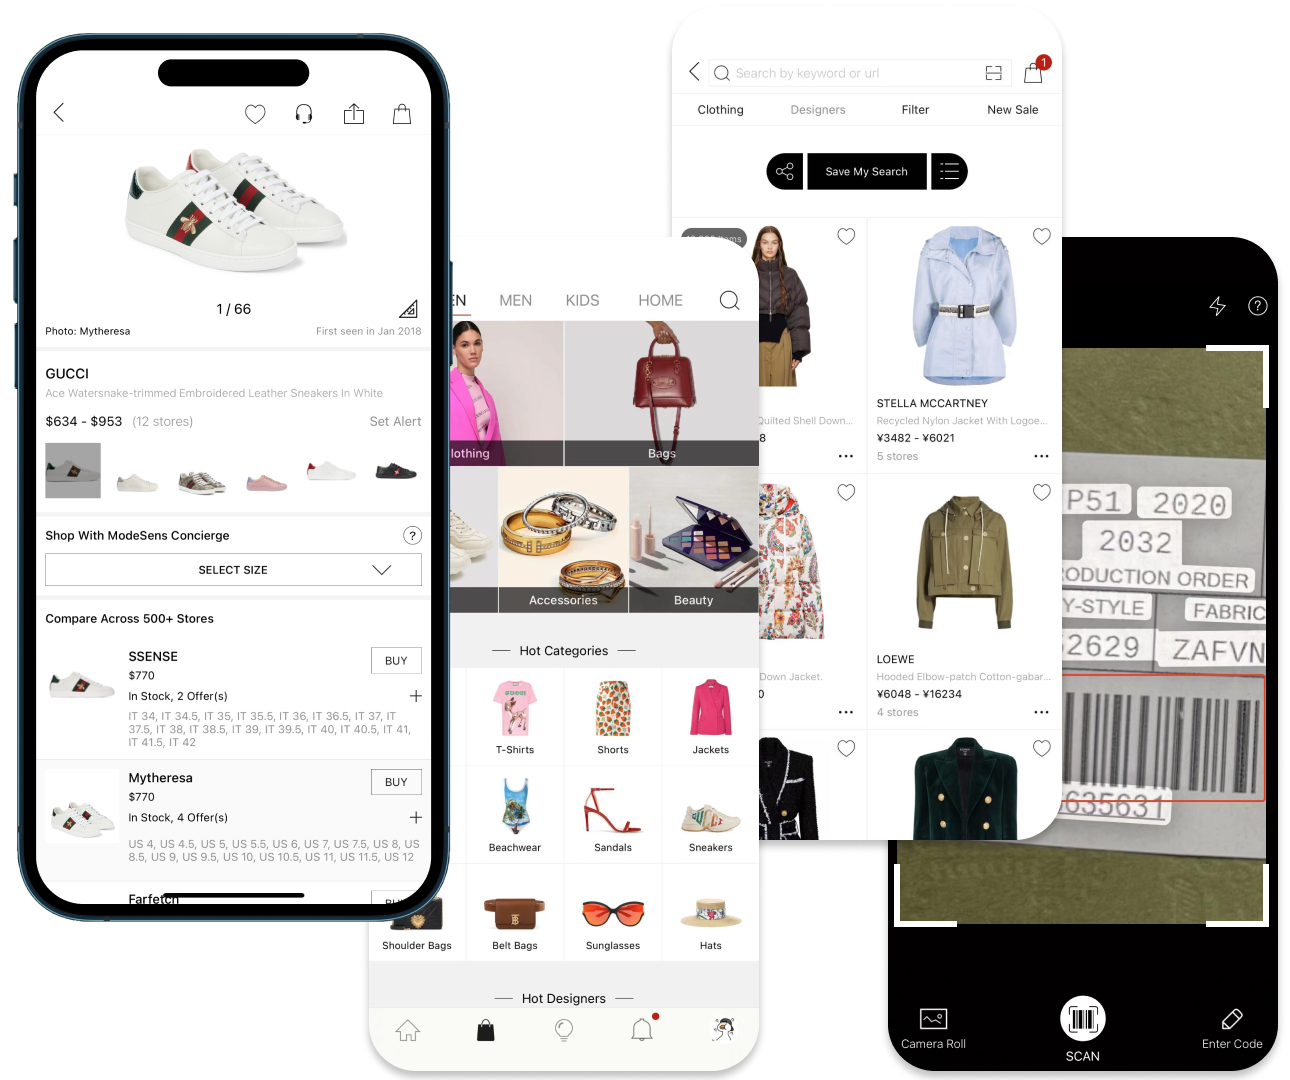 1 / 66
Photo: Mytheresa
First seen in Jan 2018
GUCCI
Ace Watersnake-trimmed Embroidered Leather Sneakers In White
$634 - $953 (12 stores)
Set Alert
Shop With ModeSens Concierge
?
SELECT SIZE
Compare Across 500+ Stores
SSENSE
BUY
$770
In Stock, 2 Offer(s)
IT 34, IT 34.5, IT 35, IT 35.5, IT 36, IT 36.5, IT 37, IT
37.5, IT 38, IT 38.5, IT 39, IT 39.5, IT 40, IT 40.5, IT 41,
IT 41.5, IT 42
Mytheresa
BUY
$770
In Stock, 4 Offer(s)
US 4, US 4.5, US 5, US 5.5, US 6, US 7, US 7.5, US 8, US
8.5, US 9, US 9.5, US 10, US 10.5, US 11, US 11.5, US 12
Farfetch
EN
MEN
KIDS
HOME
lothing
Bags
Accessories
Beauty
Hot Categories
T-Shirts
Shorts
Jackets
Beachwear
Sandals
Sneakers
Shoulder Bags
Belt Bags
Sunglasses
Hats
Hot Designers
Search by keyword or url
1
Clothing
Designers
Filter
New Sale
Save My Search
Quilted Shell Down...
8
STELLA MCCARTNEY
Recycled Nylon Jacket With Logoe...
¥3482 - ¥6021
5 stores
Down Jacket.
0
LOEWE
Hooded Elbow-patch Cotton-gabar...
¥6048 - ¥16234
4 stores
?
P51 2020
2032
ODUCTION ORDER
Y-STYLE FABRIC
2629 ZAFVN
635631
Camera Roll
SCAN
Enter Code